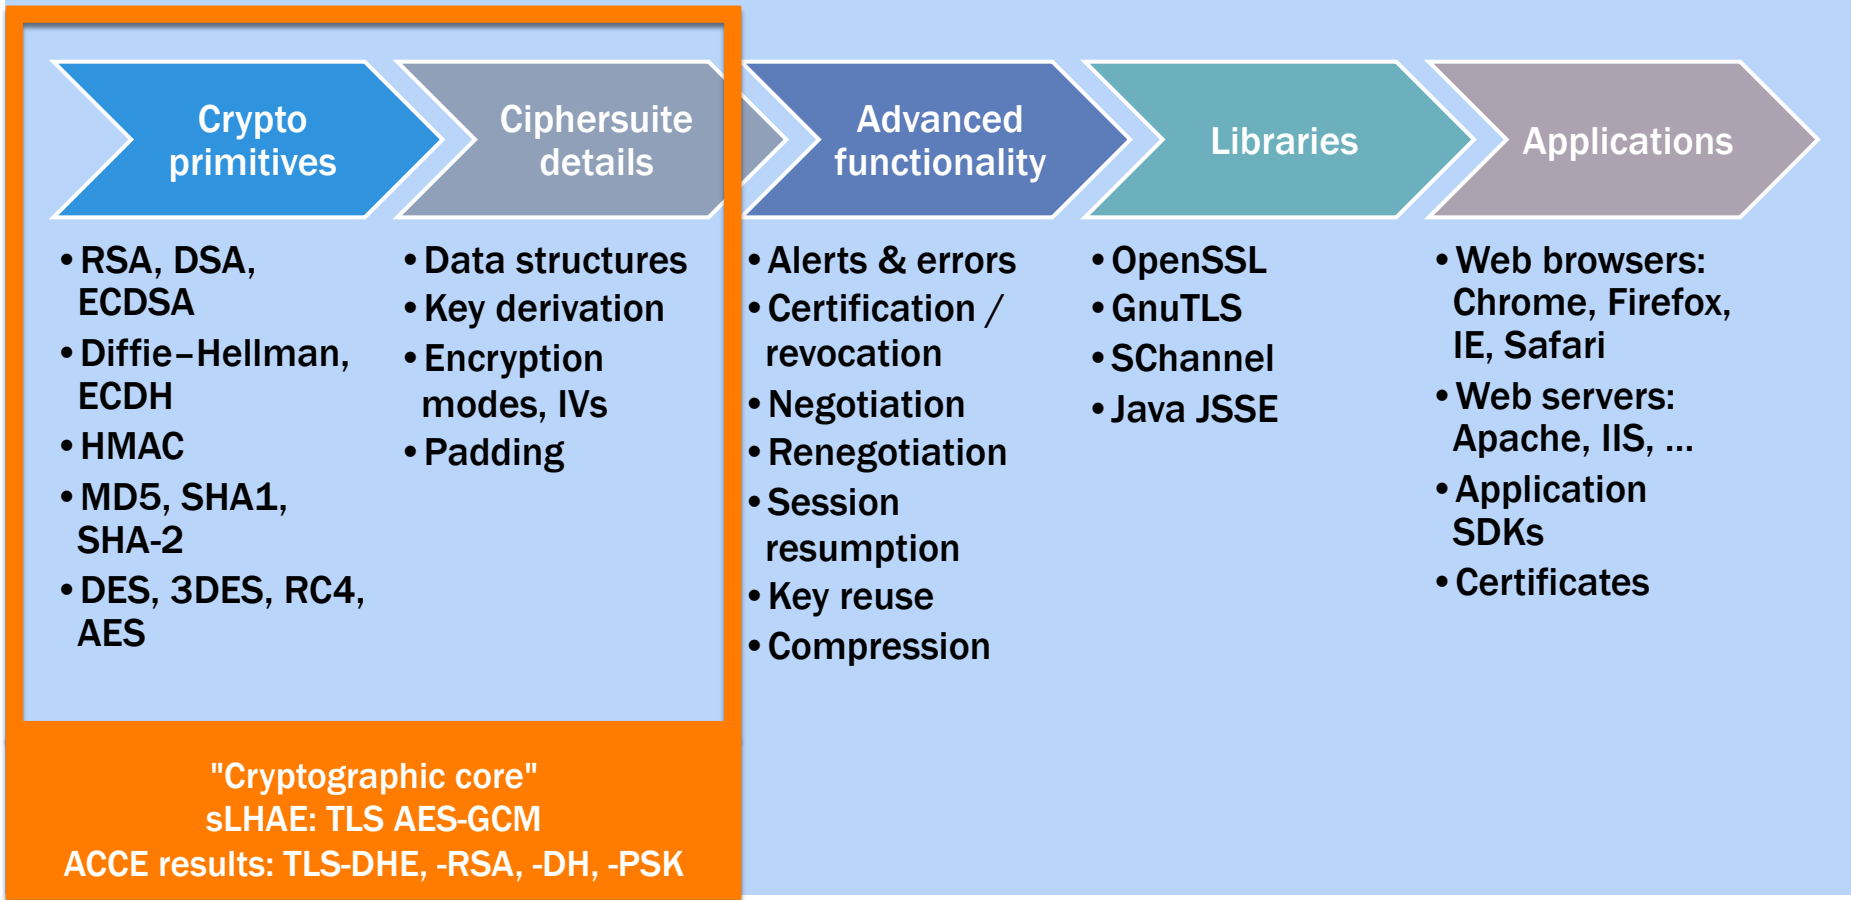 Crypto
primitives
Ciphersuite
details
Advanced
functionality
Libraries
Applications
•RSA, DSA,
ECDSA
•Diffie–Hellman,
ECDH
•HMAC
•MD5, SHA1,
SHA-2
•DES, 3DES, RC4,
AES
•Data structures
•Key derivation
•Encryption
modes, IVs
•Padding
•Alerts & errors
•Certification /
revocation
•Negotiation
•Renegotiation
•Session
resumption
•Key reuse
•Compression
•OpenSSL
•GnuTLS
•SChannel
•Java JSSE
•Web browsers:
Chrome, Firefox,
IE, Safari
•Web servers:
Apache, IIS, ...
•Application
SDKs
•Certificates
"Cryptographic core"
sLHAE: TLS AES-GCM
ACCE results: TLS-DHE, -RSA, -DH, -PSK